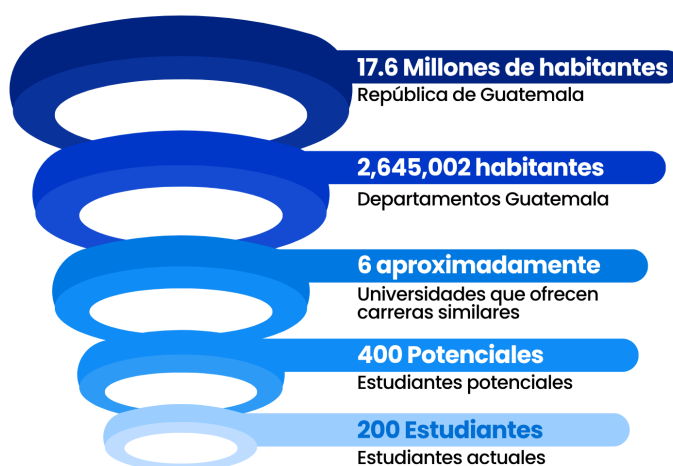 17.6 Millones de habitantes
República de Guatemala
2,645,002 habitantes
Departamentos Guatemala
6 aproximadamente
Universidades que ofrecen
carreras similares
400 Potenciales
Estudiantes potenciales
200 Estudiantes
Estudiantes actuales